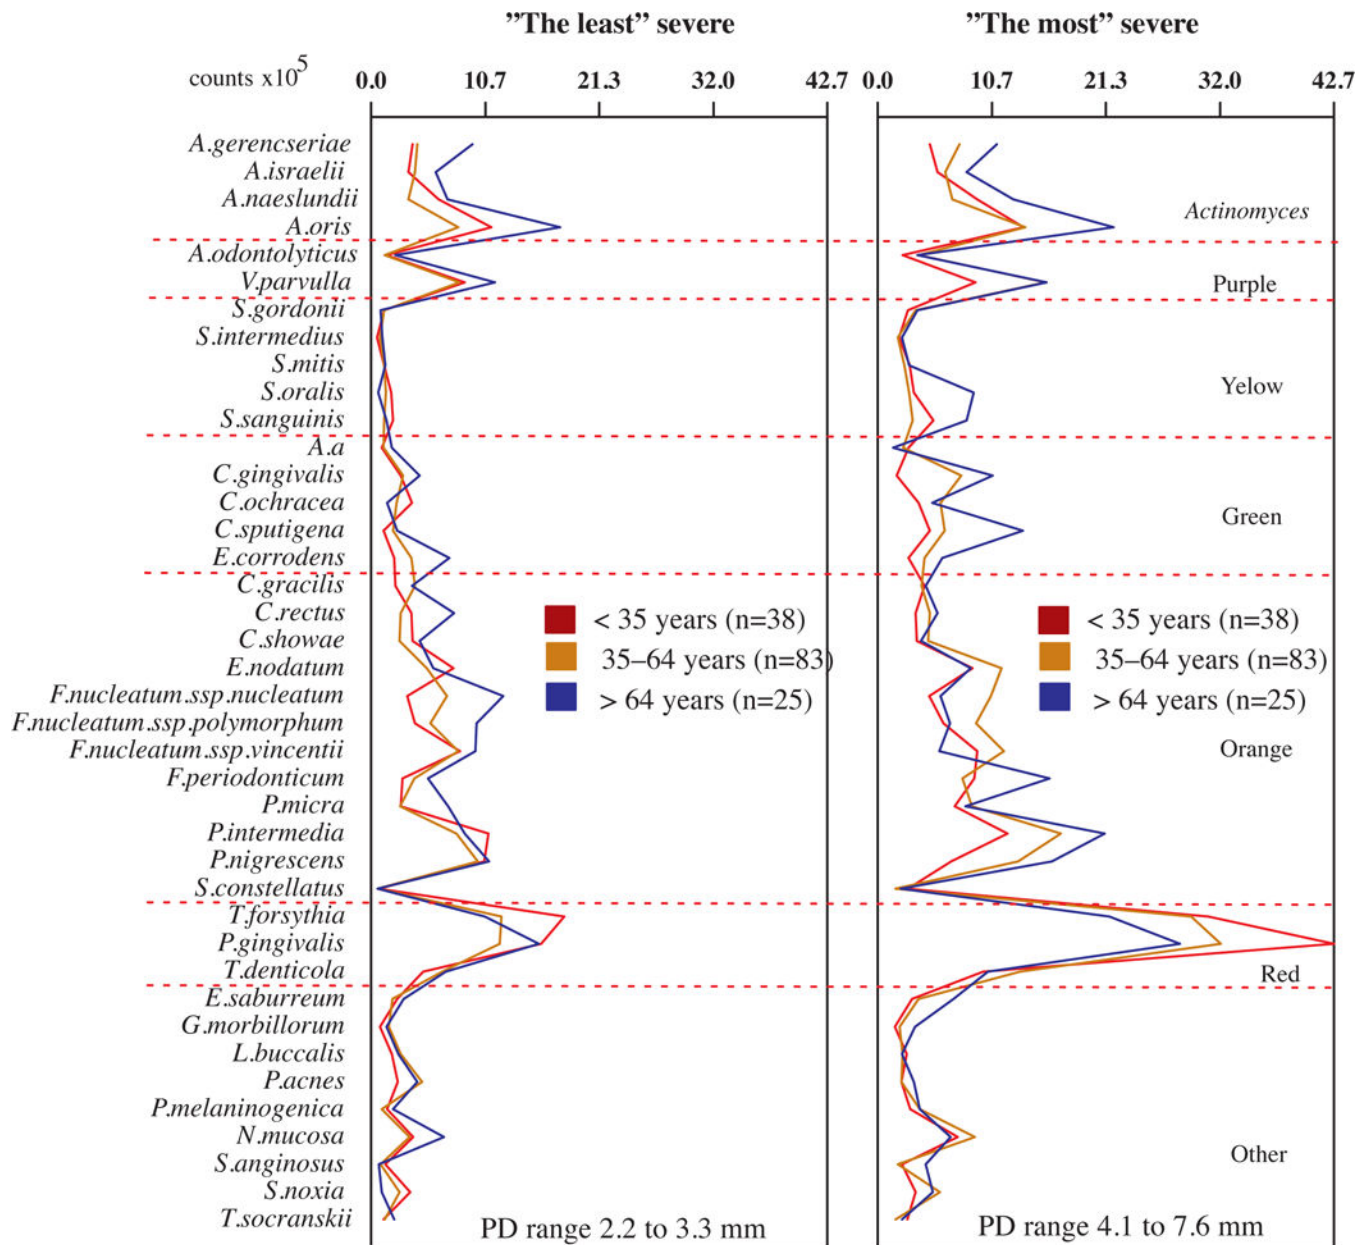 ”The least” severe
”The most” severe
counts x10⁵
0.0 10.7 21.3 32.0 42.7
0.0 10.7 21.3 32.0 42.7
A.gerencseriae
A.israelii
A.naeslundii
A.oris
Actinomyces
A.odontolyticus
V.parvulla
Purple
S.gordonii
S.intermedius
S.mitis
S.oralis
S.sanguinis
Yelow
A.a
C.gingivalis
C.ochracea
C.sputigena
E.corrodens
Green
C.gracilis
C.rectus
C.showae
E.nodatum
F.nucleatum.ssp.nucleatum
F.nucleatum.ssp.polymorphum
F.nucleatum.ssp.vincentii
F.periodonticum
P.micra
P.intermedia
P.nigrescens
S.constellatus
Orange
< 35 years (n=38)
35–64 years (n=83)
> 64 years (n=25)
< 35 years (n=38)
35–64 years (n=83)
> 64 years (n=25)
T.forsythia
P.gingivalis
T.denticola
Red
E.saburreum
G.morbillorum
L.buccalis
P.acnes
P.melaninogenica
N.mucosa
S.anginosus
S.noxia
T.socranskii
Other
PD range 2.2 to 3.3 mm
PD range 4.1 to 7.6 mm